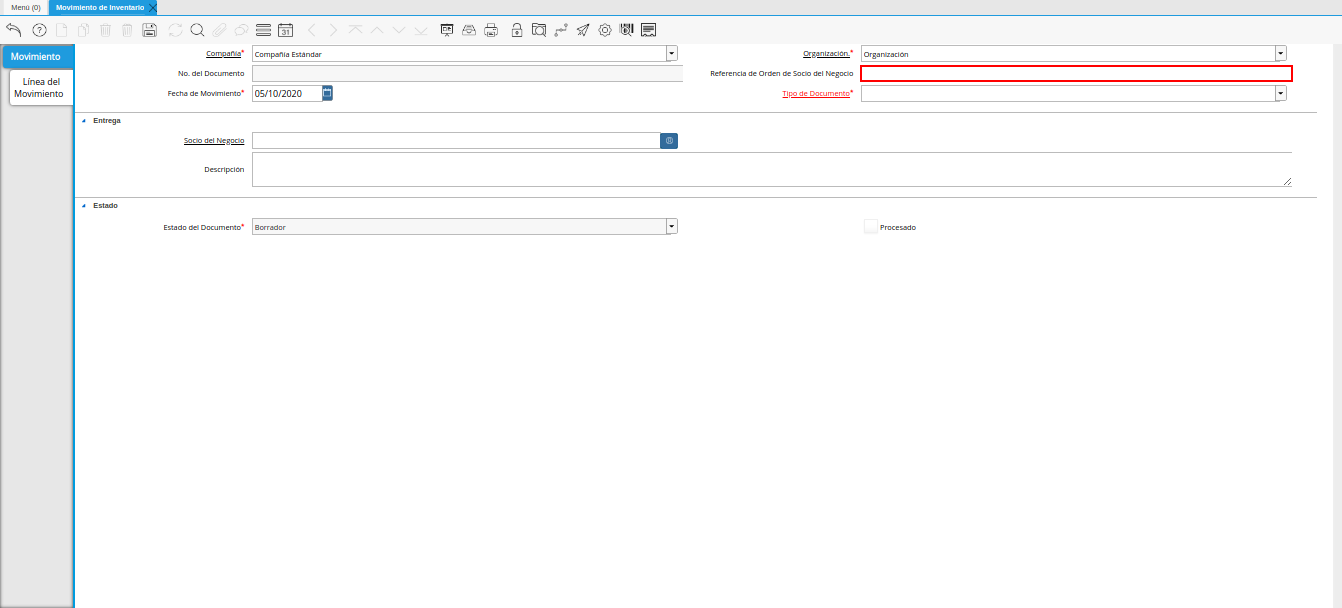 Menú (0)
Movimiento de Inventario
31
Movimiento
Línea del
Movimiento
Compañía* Compañía Estándar
Organización.* Organización
No. del Documento
Referencia de Orden de Socio del Negocio
Fecha de Movimiento* 05/10/2020
Tipo de Documento*
Entrega
Socio del Negocio
Descripción
Estado
Estado del Documento* Borrador
Procesado